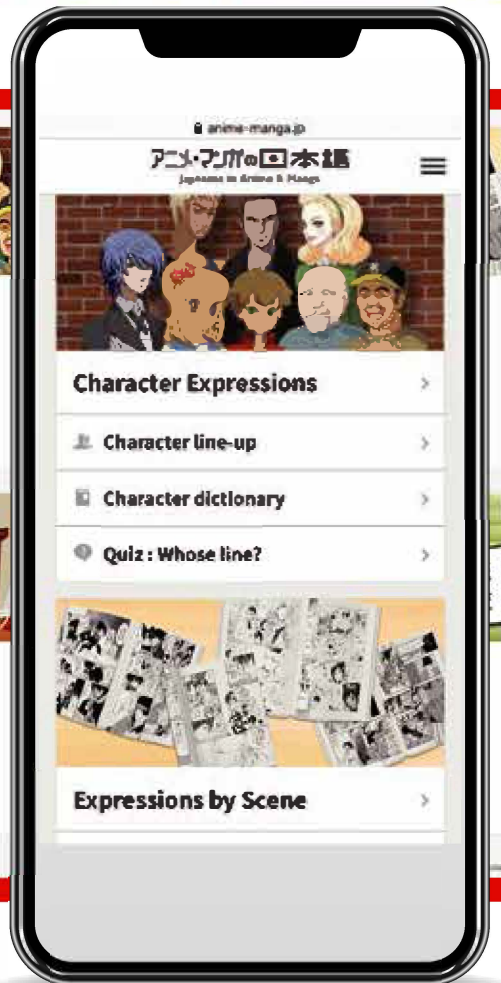 anime-manga.jp
アニメ・マンガの日本語
Japanese in Anime & Manga
Character Expressions
Character line-up
Character dictionary
Quiz : Whose line?
Expressions by Scene